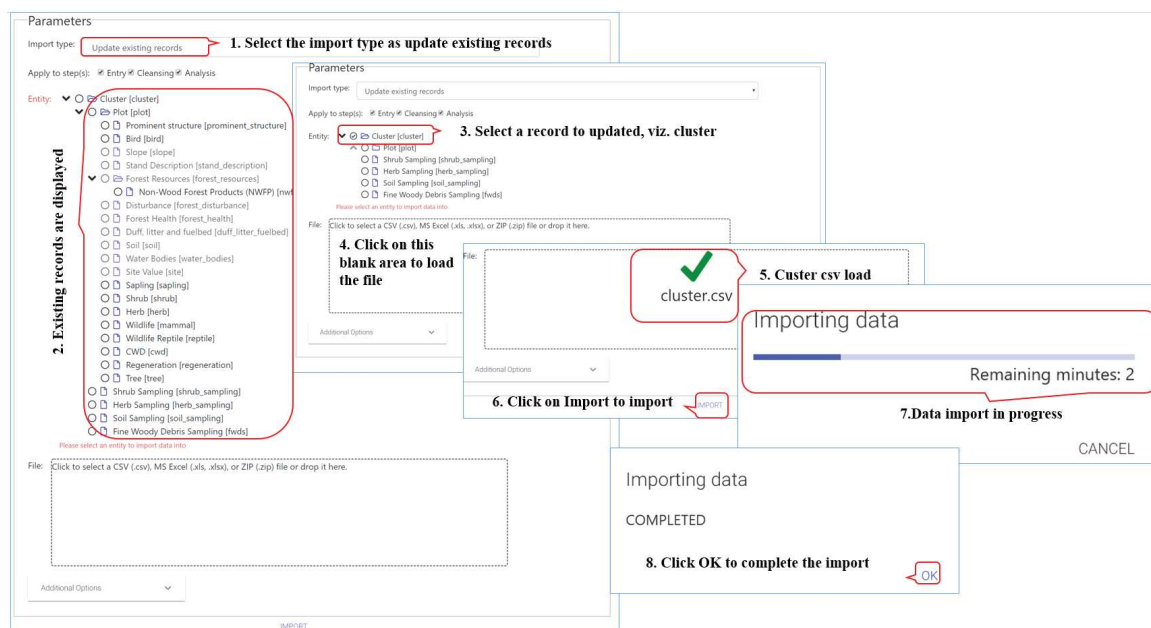 Parameters
Import type: Update existing records
1. Select the import type as update existing records
Apply to step(s): Entry Cleansing Analysis
Entity: Cluster [cluster]
Plot [plot]
Prominent structure [prominent_structure]
Bird [bird]
Slope [slope]
Stand Description [stand_description]
Forest Resources [forest_resources]
Non-Wood Forest Products (NWFP) [nwf
Disturbance [forest_disturbance]
Forest Health [forest_health]
Duff, litter and fuelbed [duff_litter_fuelbed]
Soil [soil]
Water Bodies [water_bodies]
Site Value [site]
Sapling [sapling]
Shrub [shrub]
Herb [herb]
Wildlife [mammal]
Wildlife Reptile [reptile]
CWD [cwd]
Regeneration [regeneration]
Tree [tree]
Shrub Sampling [shrub_sampling]
Herb Sampling [herb_sampling]
Soil Sampling [soil_sampling]
Fine Woody Debris Sampling [fwds]
Please select an entity to import data into
2. Existing records are displayed
File: Click to select a CSV (.csv), MS Excel (.xls, .xlsx), or ZIP (.zip) file or drop it here.
Additional Options
IMPORT
Parameters
Import type: Update existing records
Apply to step(s): Entry Cleansing Analysis
Entity: Cluster [cluster]
3. Select a record to updated, viz. cluster
Plot [plot]
Shrub Sampling [shrub_sampling]
Herb Sampling [herb_sampling]
Soil Sampling [soil_sampling]
Fine Woody Debris Sampling [fwds]
Please select an entity to import data into
File: Click to select a CSV (.csv), MS Excel (.xls, .xlsx), or ZIP (.zip) file or drop it here.
4. Click on this
blank area to load
the file
Additional Options
File:
cluster.csv
5. Custer csv load
Additional Options
6. Click on Import to import
IMPORT
Importing data
Remaining minutes: 2
7.Data import in progress
CANCEL
Importing data
COMPLETED
8. Click OK to complete the import
OK